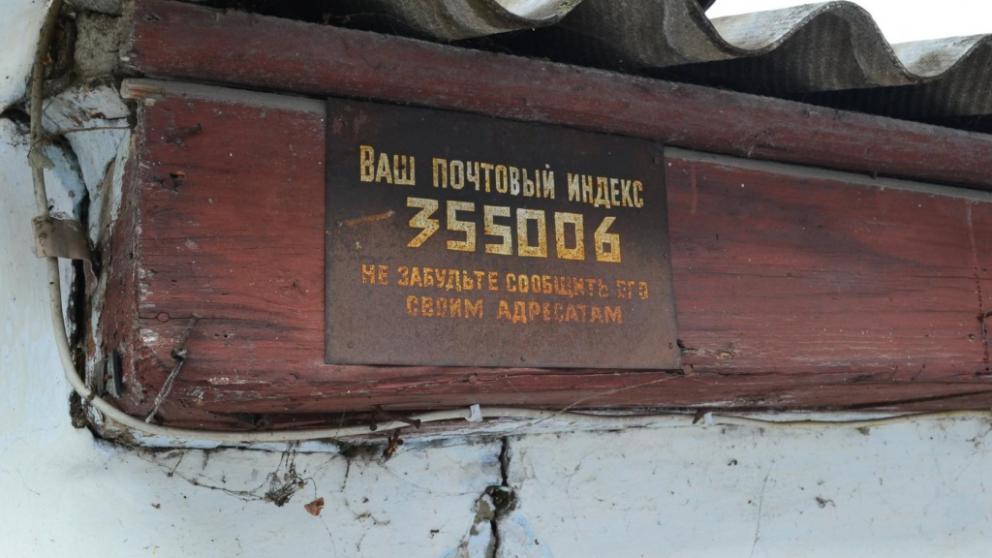 Ваш почтовый индекс
355006
не забудьте сообщить его
своим адресатам